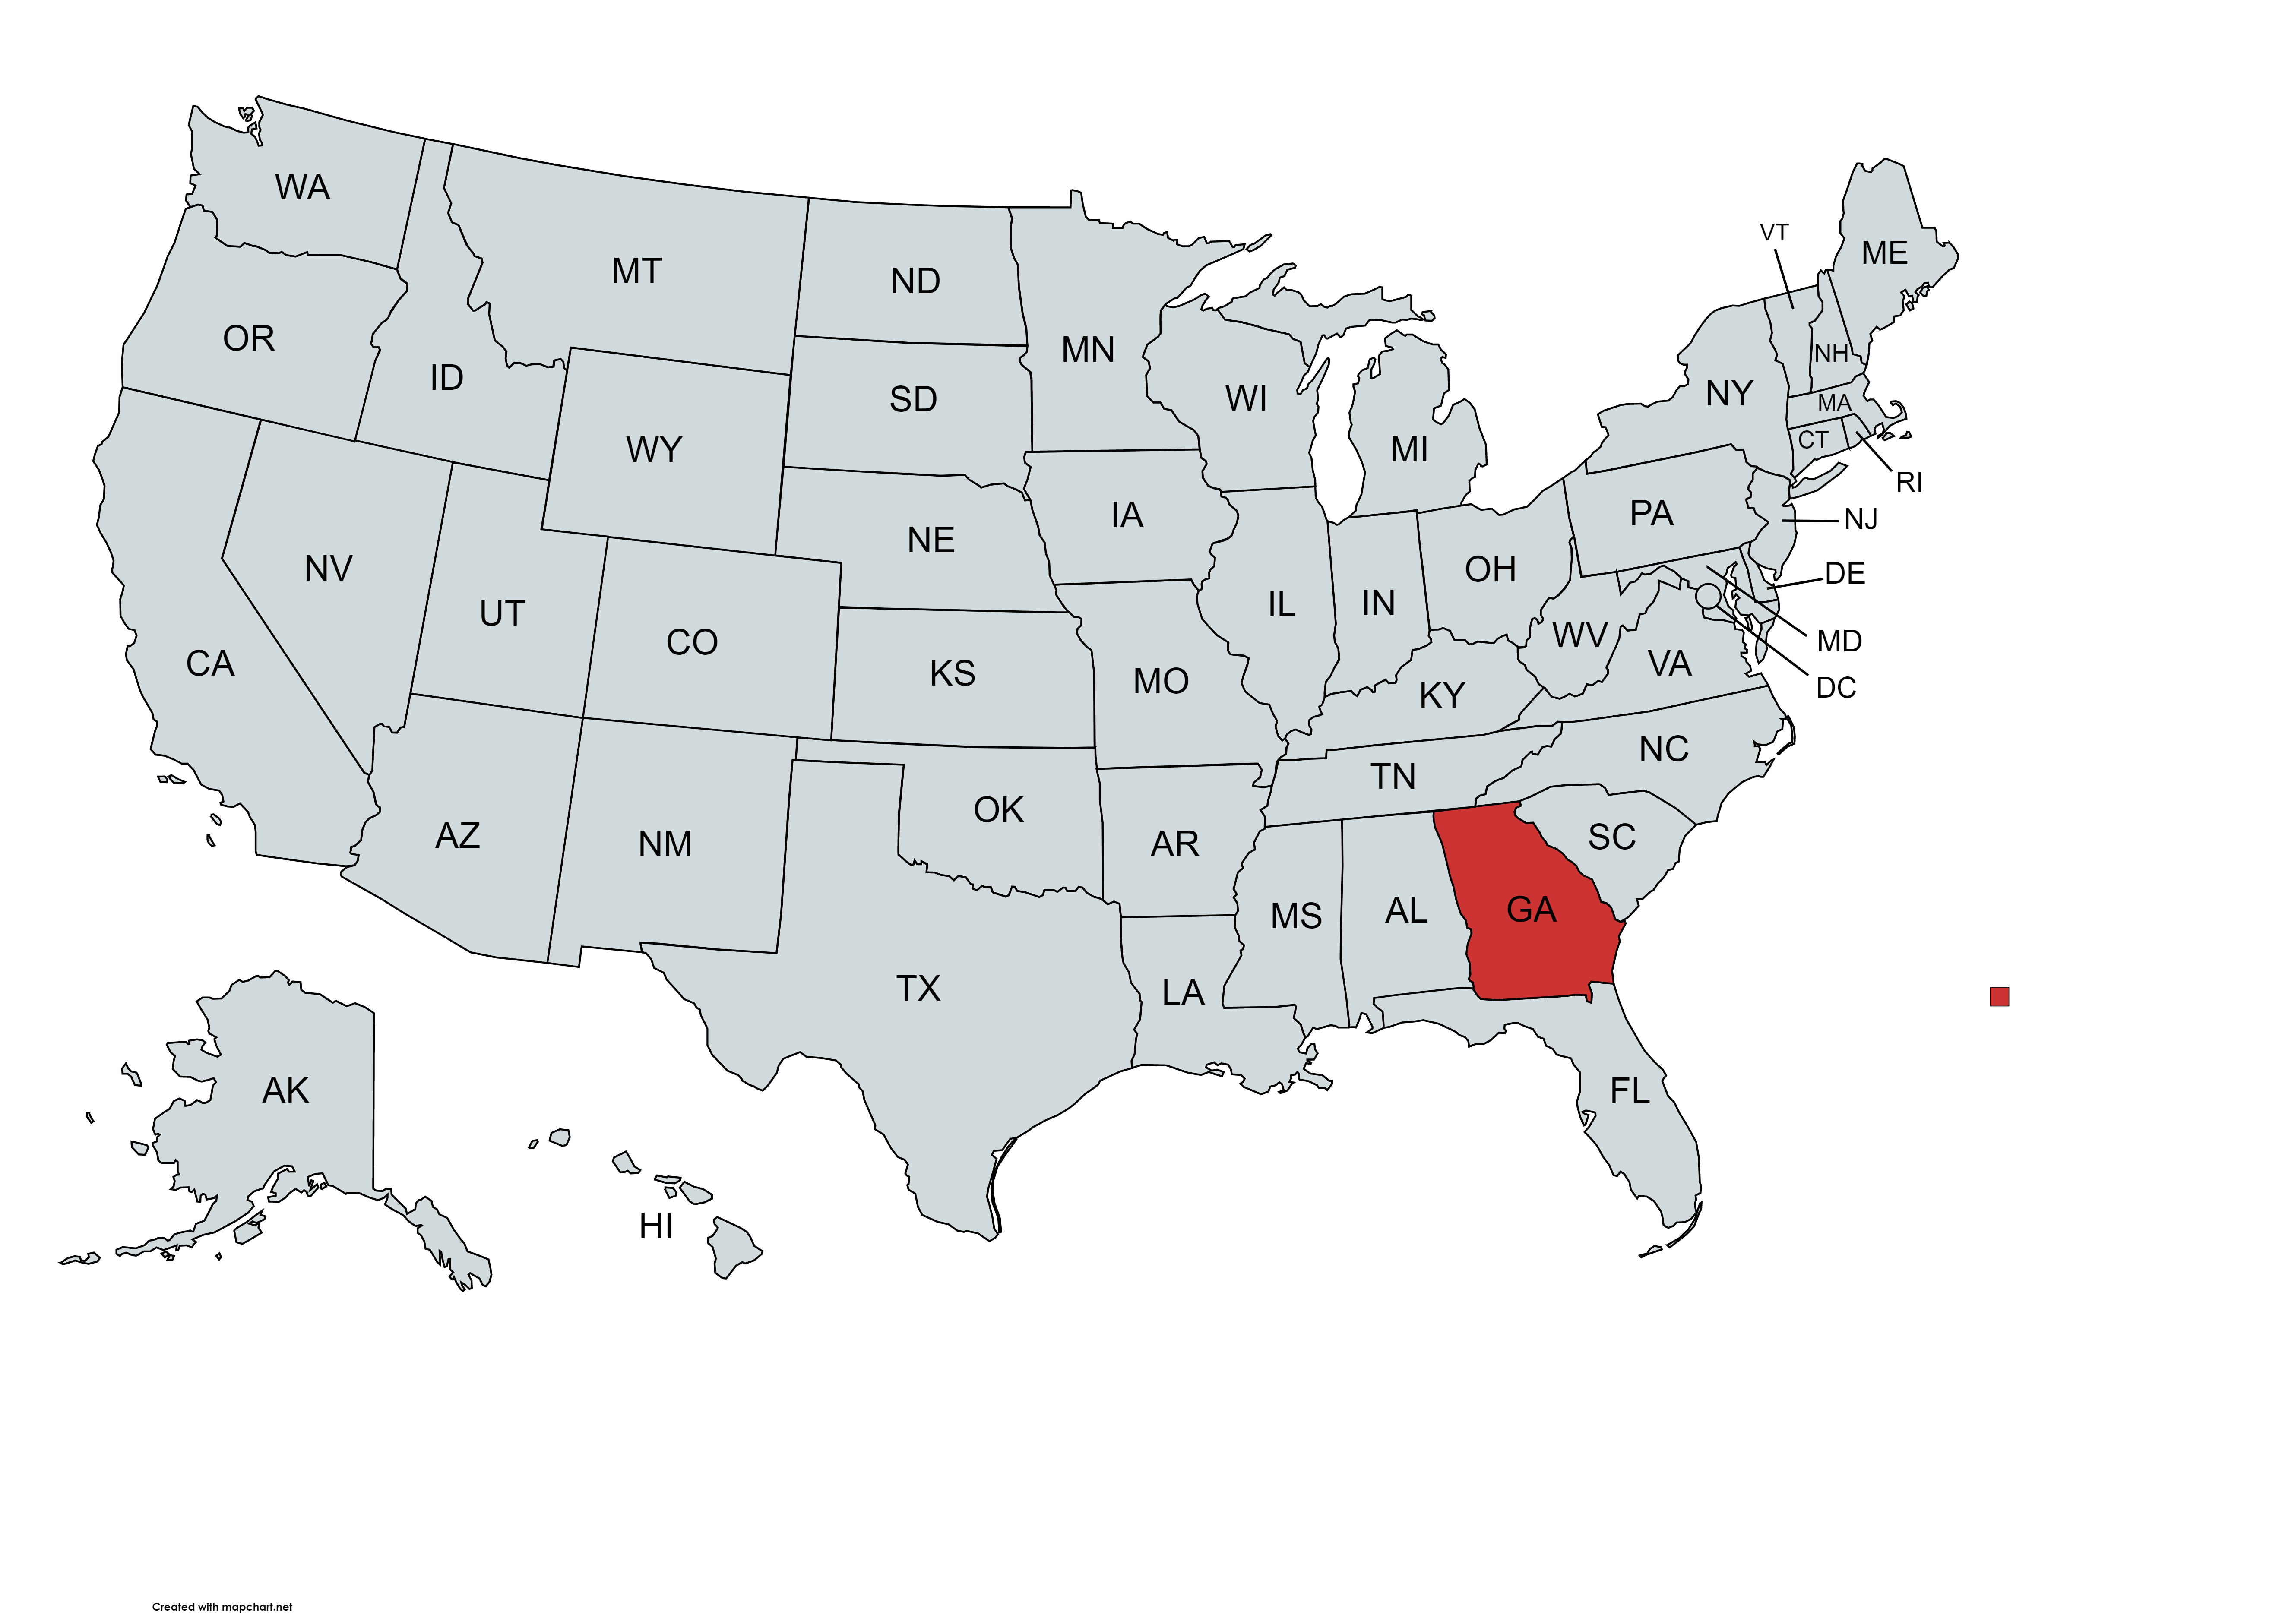 WA
MT
ND
MN
VT
ME
OR
ID
SD
WI
NH
NY
MA
CT
MI
RI
WY
PA
NJ
IA
NE
NV
UT
CO
IL
IN
OH
DE
WV
MD
VA
DC
CA
KS
MO
KY
NC
TN
AZ
NM
OK
AR
SC
MS
AL
GA
TX
LA
FL
AK
HI
Created with mapchart.net